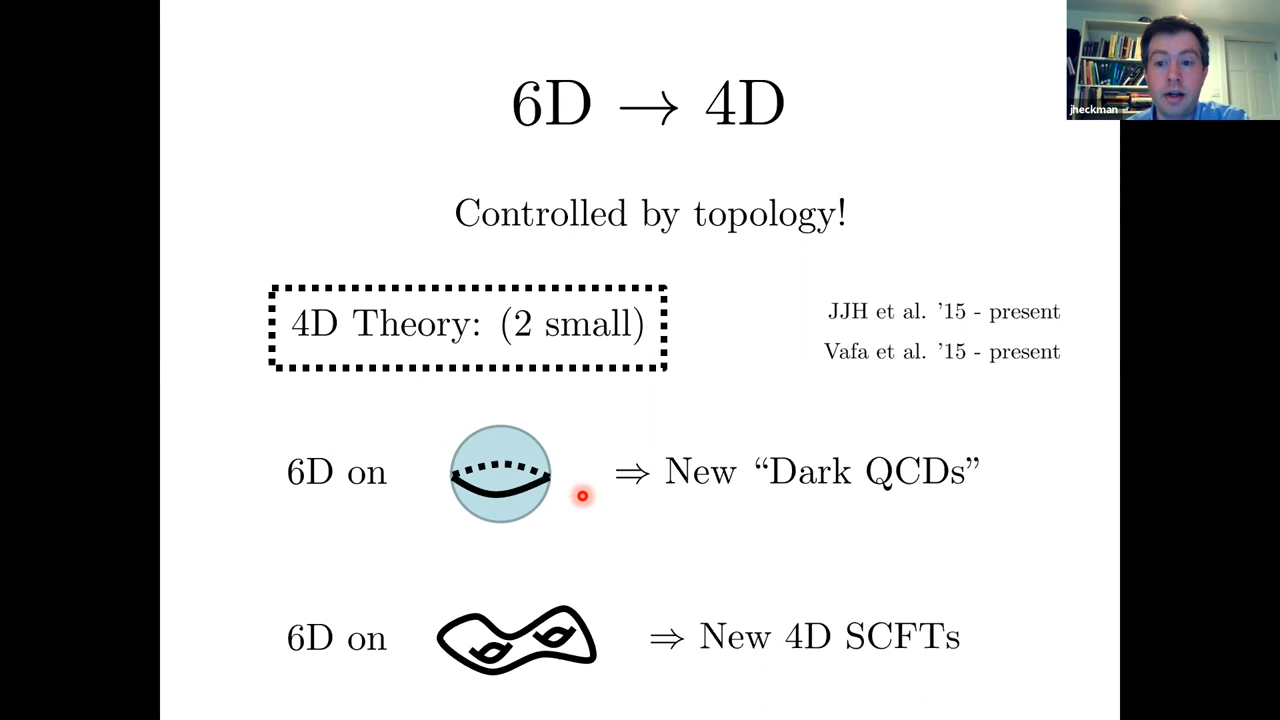 6D → 4D
jheckman
Controlled by topology!
4D Theory: (2 small)
JJH et al. '15 - present
Vafa et al. '15 - present
6D on ⇒ New “Dark QCDs”
6D on ⇒ New 4D SCFTs